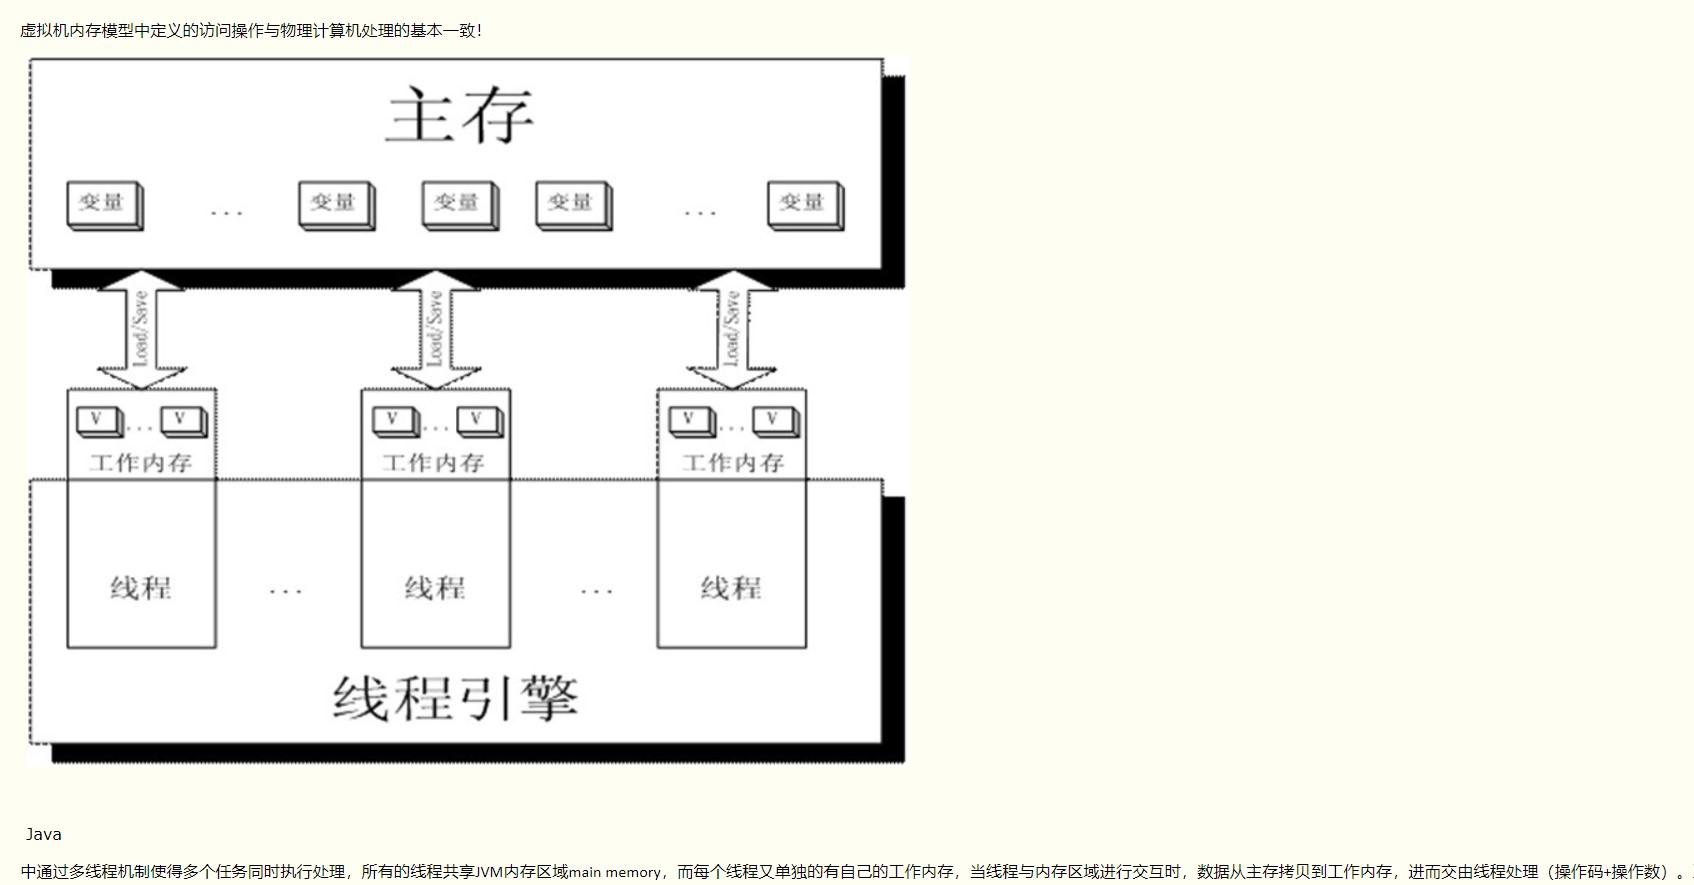 虚拟机内存模型中定义的访问操作与物理计算机处理的基本一致！
主存
变量 ... 变量 变量 变量 ... 变量
Load/Save Load/Save Load/Save
V ... V V ... V V ... V
工作内存 工作内存 工作内存
线程 ... 线程 ... 线程
线程引擎
Java
中通过多线程机制使得多个任务同时执行处理，所有的线程共享JVM内存区域main memory，而每个线程又单独的有自己的工作内存，当线程与内存区域进行交互时，数据从主存拷贝到工作内存，进而交由线程处理（操作码+操作数）。